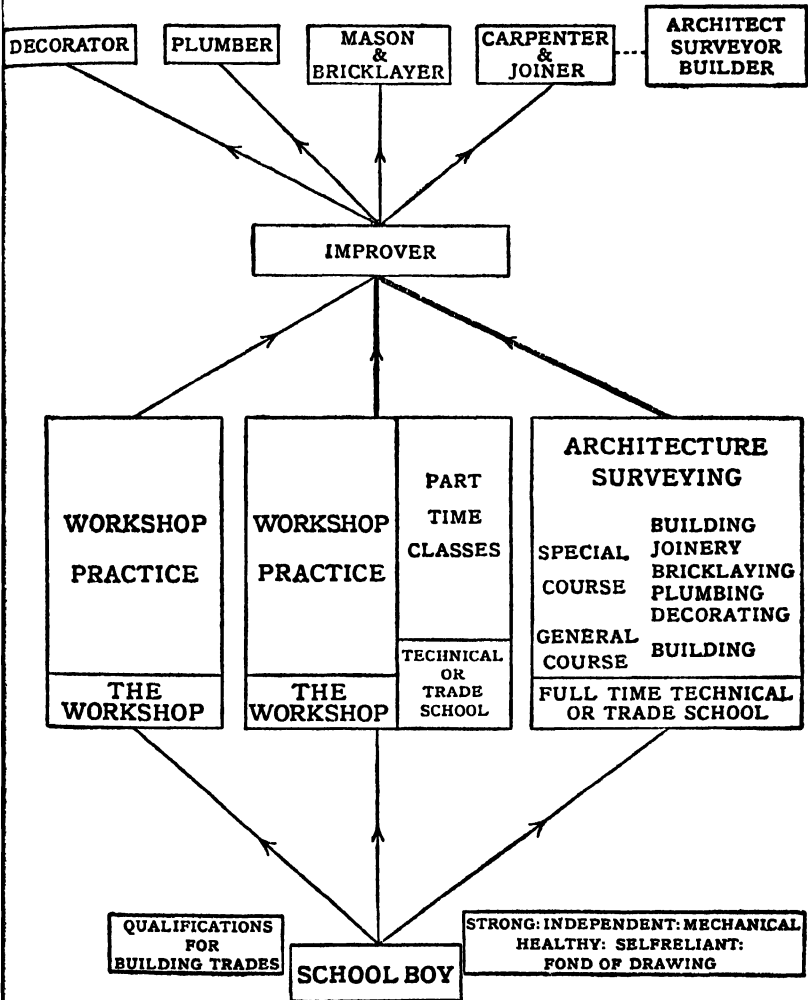 DECORATOR
PLUMBER
MASON
&
BRICKLAYER
CARPENTER
&
JOINER
ARCHITECT
SURVEYOR
BUILDER
IMPROVER
WORKSHOP
PRACTICE
THE
WORKSHOP
WORKSHOP
PRACTICE
THE
WORKSHOP
PART
TIME
CLASSES
TECHNICAL
OR
TRADE
SCHOOL
ARCHITECTURE
SURVEYING
SPECIAL
COURSE
BUILDING
JOINERY
BRICKLAYING
PLUMBING
DECORATING
GENERAL
COURSE
BUILDING
FULL TIME TECHNICAL
OR TRADE SCHOOL
QUALIFICATIONS
FOR
BUILDING TRADES
SCHOOL BOY
STRONG: INDEPENDENT: MECHANICAL
HEALTHY: SELFRELIANT:
FOND OF DRAWING